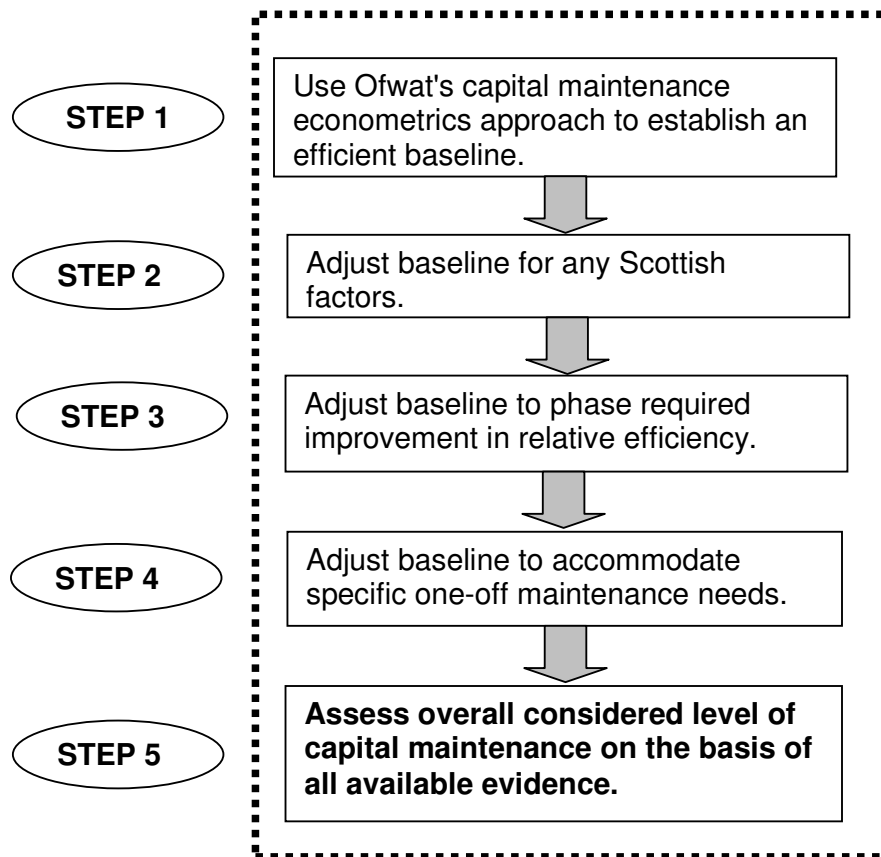 STEP 1
Use Ofwat's capital maintenance
econometrics approach to establish an
efficient baseline.
STEP 2
Adjust baseline for any Scottish
factors.
STEP 3
Adjust baseline to phase required
improvement in relative efficiency.
STEP 4
Adjust baseline to accommodate
specific one-off maintenance needs.
STEP 5
Assess overall considered level of
capital maintenance on the basis of
all available evidence.